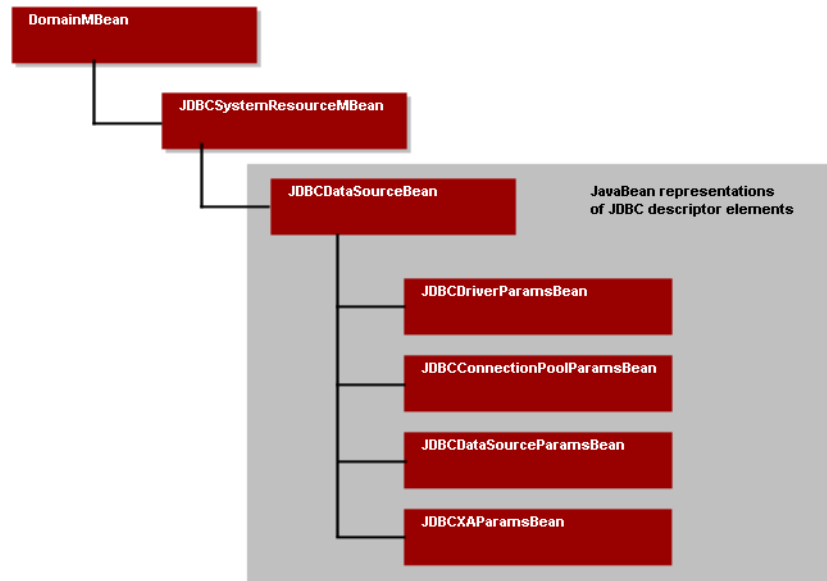 DomainMBean
JDBCSystemResourceMBean
JDBCDataSourceBean
JavaBean representations
of JDBC descriptor elements
JDBCDriverParamsBean
JDBCConnectionPoolParamsBean
JDBCDataSourceParamsBean
JDBCXAParamsBean